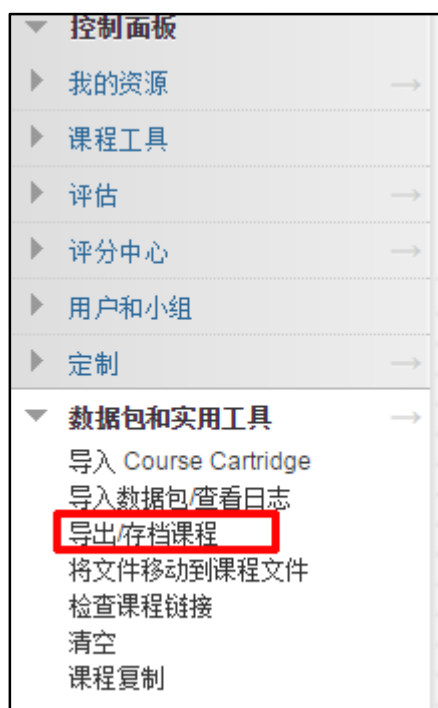 控制面板
我的资源
课程工具
评估
评分中心
用户和小组
定制
数据包和实用工具
导入 Course Cartridge
导入数据包/查看日志
导出/存档课程
将文件移动到课程文件
检查课程链接
清空
课程复制